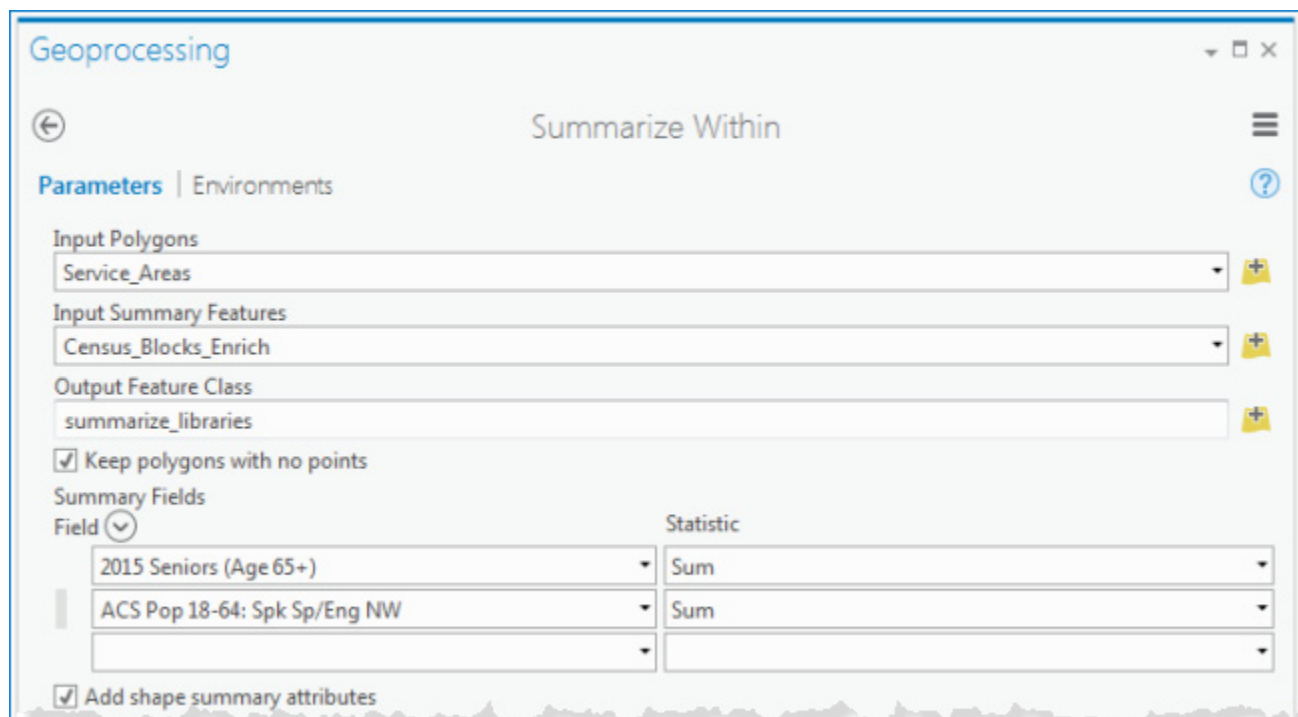 Geoprocessing
Summarize Within
Parameters | Environments
Input Polygons
Service_Areas
Input Summary Features
Census_Blocks_Enrich
Output Feature Class
summarize_libraries
Keep polygons with no points
Summary Fields
Field Statistic
2015 Seniors (Age 65+) Sum
ACS Pop 18-64: Spk Sp/Eng NW Sum
Add shape summary attributes